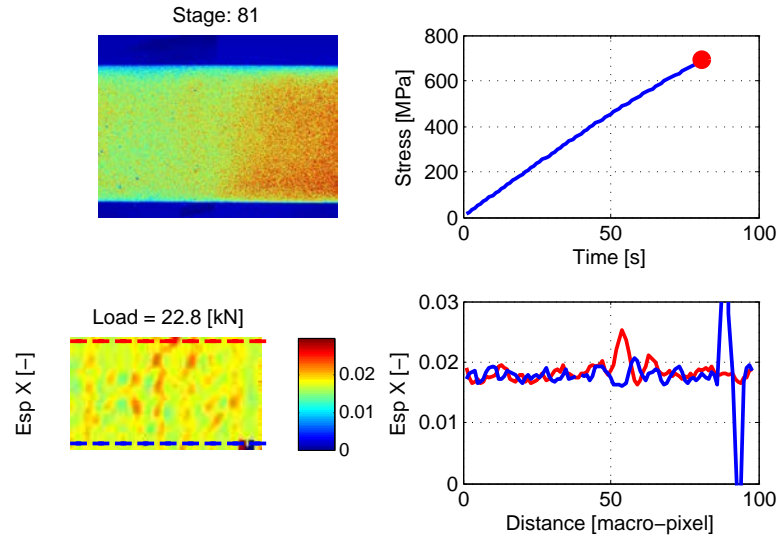 Stage: 81
800
600
400
200
0
Stress [MPa]
0
50
100
Time [s]
Load = 22.8 [kN]
Esp X [−]
0.02
0.01
0
0.03
0.02
0.01
0
Esp X [−]
0
50
100
Distance [macro−pixel]